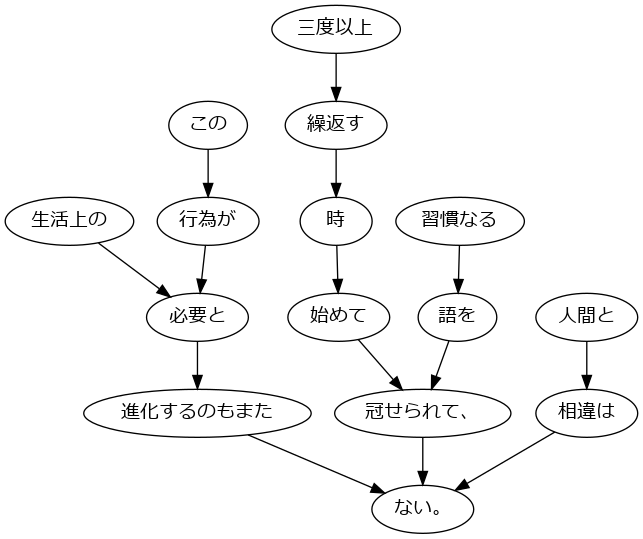 三度以上
この
繰返す
生活上の
行為が
時
習慣なる
必要と
始めて
語を
人間と
進化するのもまた
冠せられて、
相違は
ない。